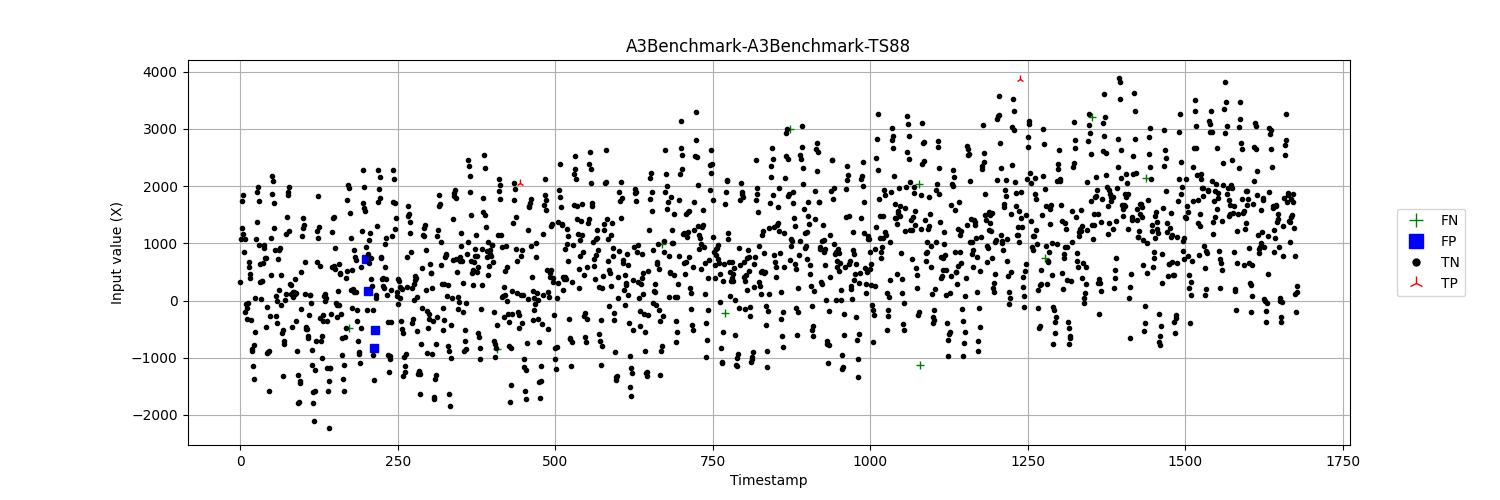 A3Benchmark-A3Benchmark-TS88
4000
3000
2000
1000
0
−1000
−2000
Input value (X)
0 250 500 750 1000 1250 1500 1750
Timestamp
FN
FP
TN
TP